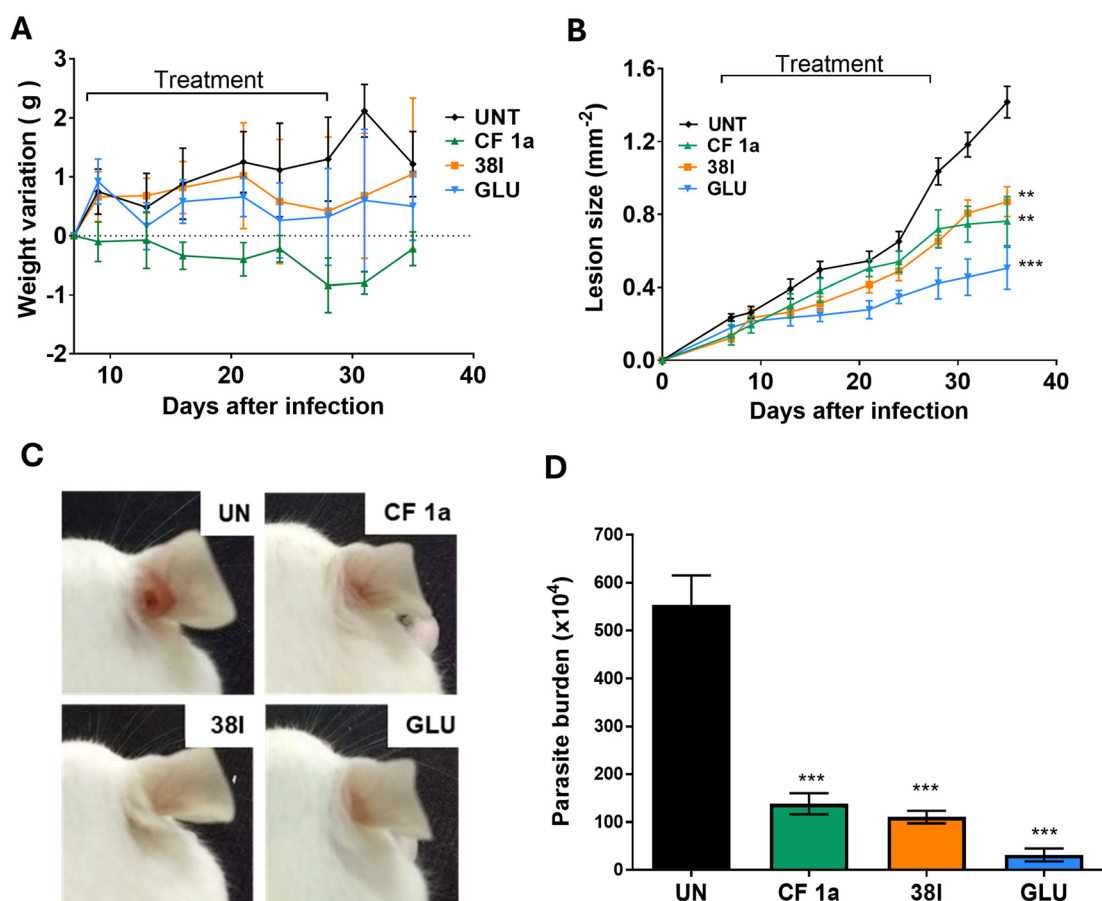 A
3
2
1
0
-1
-2
Weight variation ( g )
Treatment
10
20
30
40
Days after infection
UNT
CF 1a
38I
GLU
B
1.6
1.2
0.8
0.4
0.0
Lesion size (mm-2)
Treatment
UNT
CF 1a
38I
GLU
**
**
***
0
10
20
30
40
Days after infection
C
UN
CF 1a
38I
GLU
D
700
600
500
400
300
200
100
0
Parasite burden (x104)
***
***
***
UN
CF 1a
38I
GLU